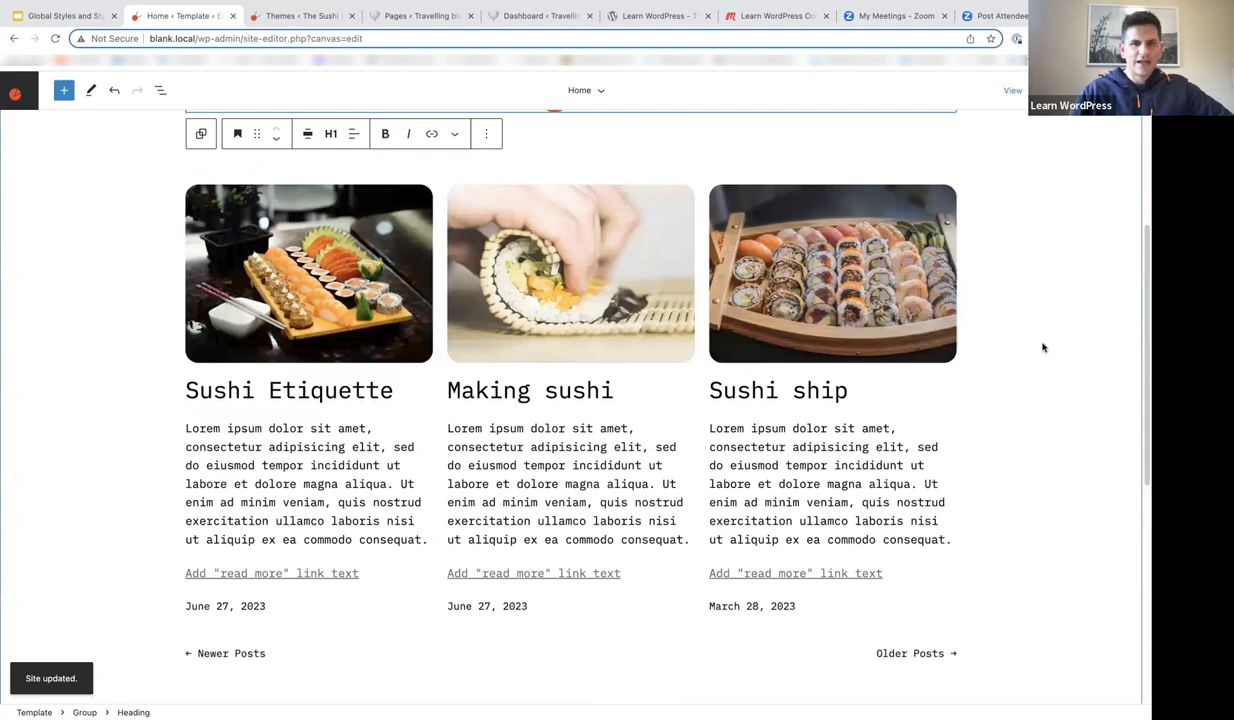 Global Styles and Sty
Home ‹ Template ‹ E
Themes ‹ The Sushi
Pages ‹ Travelling bl
Dashboard ‹ Travellin
Learn WordPress – T
Learn WordPress On
My Meetings - Zoom
Post Attendee
Not Secure
blank.local/wp-admin/site-editor.php?canvas=edit
Home
View
Learn WordPress
H1
B
I
Sushi Etiquette
Lorem ipsum dolor sit amet,
consectetur adipisicing elit, sed
do eiusmod tempor incididunt ut
labore et dolore magna aliqua. Ut
enim ad minim veniam, quis nostrud
exercitation ullamco laboris nisi
ut aliquip ex ea commodo consequat.
Add "read more" link text
June 27, 2023
Making sushi
Lorem ipsum dolor sit amet,
consectetur adipisicing elit, sed
do eiusmod tempor incididunt ut
labore et dolore magna aliqua. Ut
enim ad minim veniam, quis nostrud
exercitation ullamco laboris nisi
ut aliquip ex ea commodo consequat.
Add "read more" link text
June 27, 2023
Sushi ship
Lorem ipsum dolor sit amet,
consectetur adipisicing elit, sed
do eiusmod tempor incididunt ut
labore et dolore magna aliqua. Ut
enim ad minim veniam, quis nostrud
exercitation ullamco laboris nisi
ut aliquip ex ea commodo consequat.
Add "read more" link text
March 28, 2023
← Newer Posts
Older Posts →
Site updated.
Template > Group > Heading